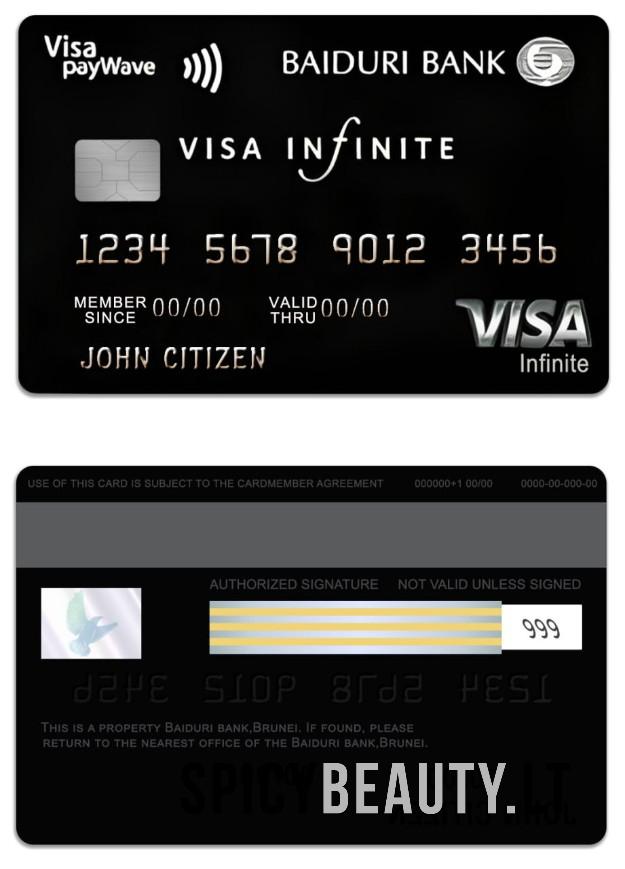 Visa
payWave
BAIDURI BANK
VISA INfINITE
1234 5678 9012 3456
MEMBER SINCE 00/00
VALID THRU 00/00
JOHN CITIZEN
VISA
Infinite
USE OF THIS CARD IS SUBJECT TO THE CARDMEMBER AGREEMENT 000000+1 00/00 0000-00-000-00
AUTHORIZED SIGNATURE NOT VALID UNLESS SIGNED
999
THIS IS A PROPERTY BAIDURI BANK,BRUNEI. IF FOUND, PLEASE
RETURN TO THE NEAREST OFFICE OF THE BAIDURI BANK,BRUNEI.
SPICYBEAUTY.LT